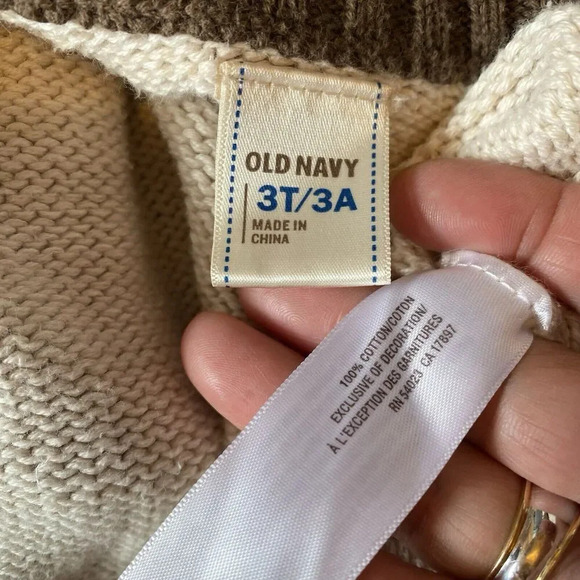 OLD NAVY
3T/3A
MADE IN
CHINA
100% COTTON/COTON
EXCLUSIVE OF DECORATION/
À L'EXCEPTION DES GARNITURES
RN 54023 CA 17897